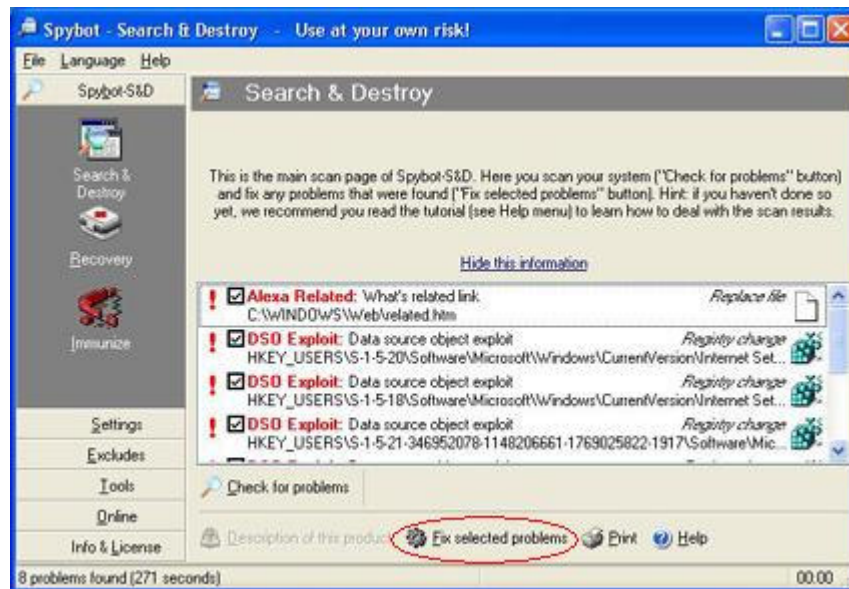 Spybot - Search & Destroy - Use at your own risk!
File Language Help
Spybot-S&D
Search & Destroy
Recovery
Immunize
Settings
Excludes
Tools
Online
Info & License
Search & Destroy
This is the main scan page of Spybot-S&D. Here you scan your system ("Check for problems" button)
and fix any problems that were found ("Fix selected problems" button). Hint: if you haven't done so
yet, we recommend you read the tutorial (see Help menu) to learn how to deal with the scan results.
Hide this information
Alexa Related: What's related link Replace file
C:\WINDOWS\Web\related.htm
DSO Exploit: Data source object exploit Registry change
HKEY_USERS\S-1-5-20\Software\Microsoft\Windows\CurrentVersion\Internet Set...
DSO Exploit: Data source object exploit Registry change
HKEY_USERS\S-1-5-18\Software\Microsoft\Windows\CurrentVersion\Internet Set...
DSO Exploit: Data source object exploit Registry change
HKEY_USERS\S-1-5-21-346952078-1148206661-1769025822-1917\Software\Mic...
Check for problems
Description of this product Fix selected problems Print Help
8 problems found (271 seconds) 00:00